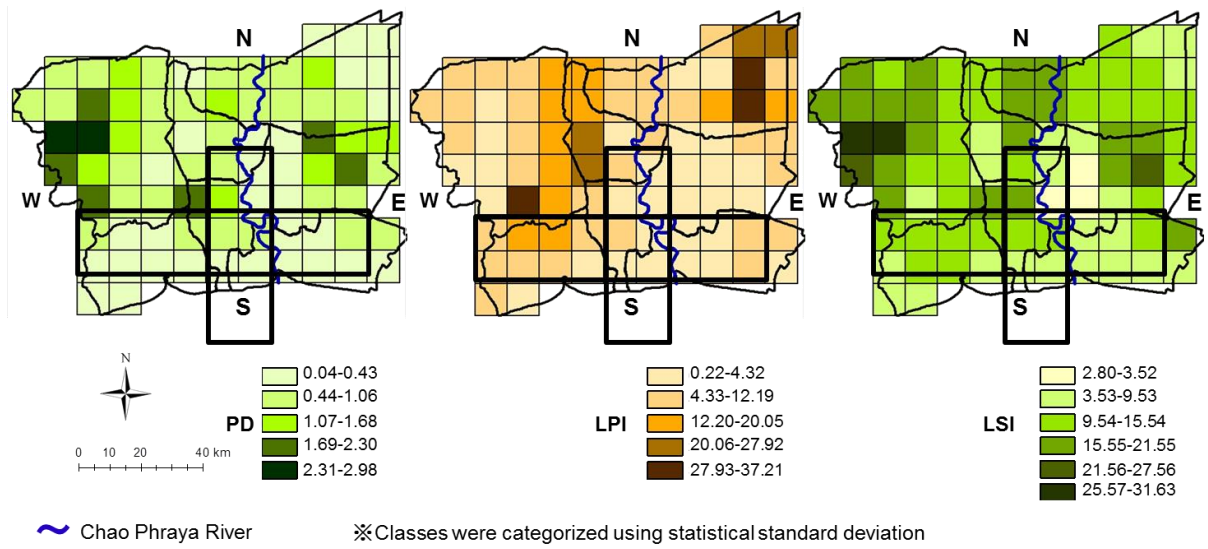 N
N
N
W
E
W
E
W
E
S
S
S
N
0 10 20 40 km
PD
0.04-0.43
0.44-1.06
1.07-1.68
1.69-2.30
2.31-2.98
LPI
0.22-4.32
4.33-12.19
12.20-20.05
20.06-27.92
27.93-37.21
LSI
2.80-3.52
3.53-9.53
9.54-15.54
15.55-21.55
21.56-27.56
25.57-31.63
Chao Phraya River
※Classes were categorized using statistical standard deviation